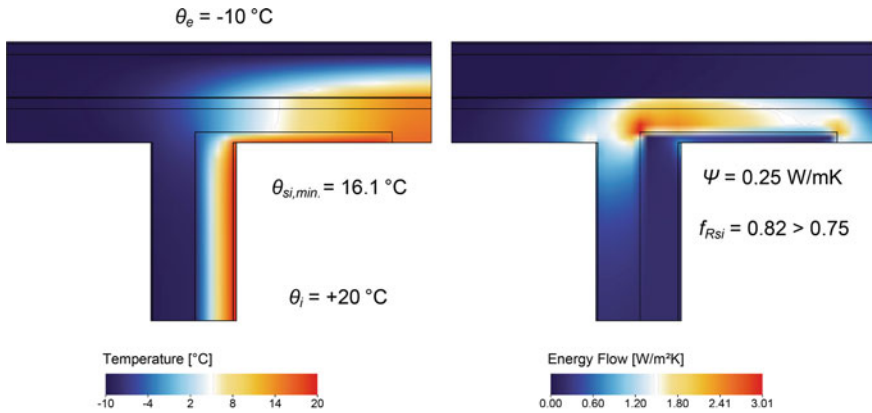 θe = -10 °C
θsi,min. = 16.1 °C
θi = +20 °C
Temperature [°C]
-10 -4 2 8 14 20
Ψ = 0.25 W/mK
fRsi = 0.82 > 0.75
Energy Flow [W/m²K]
0.00 0.60 1.20 1.80 2.41 3.01